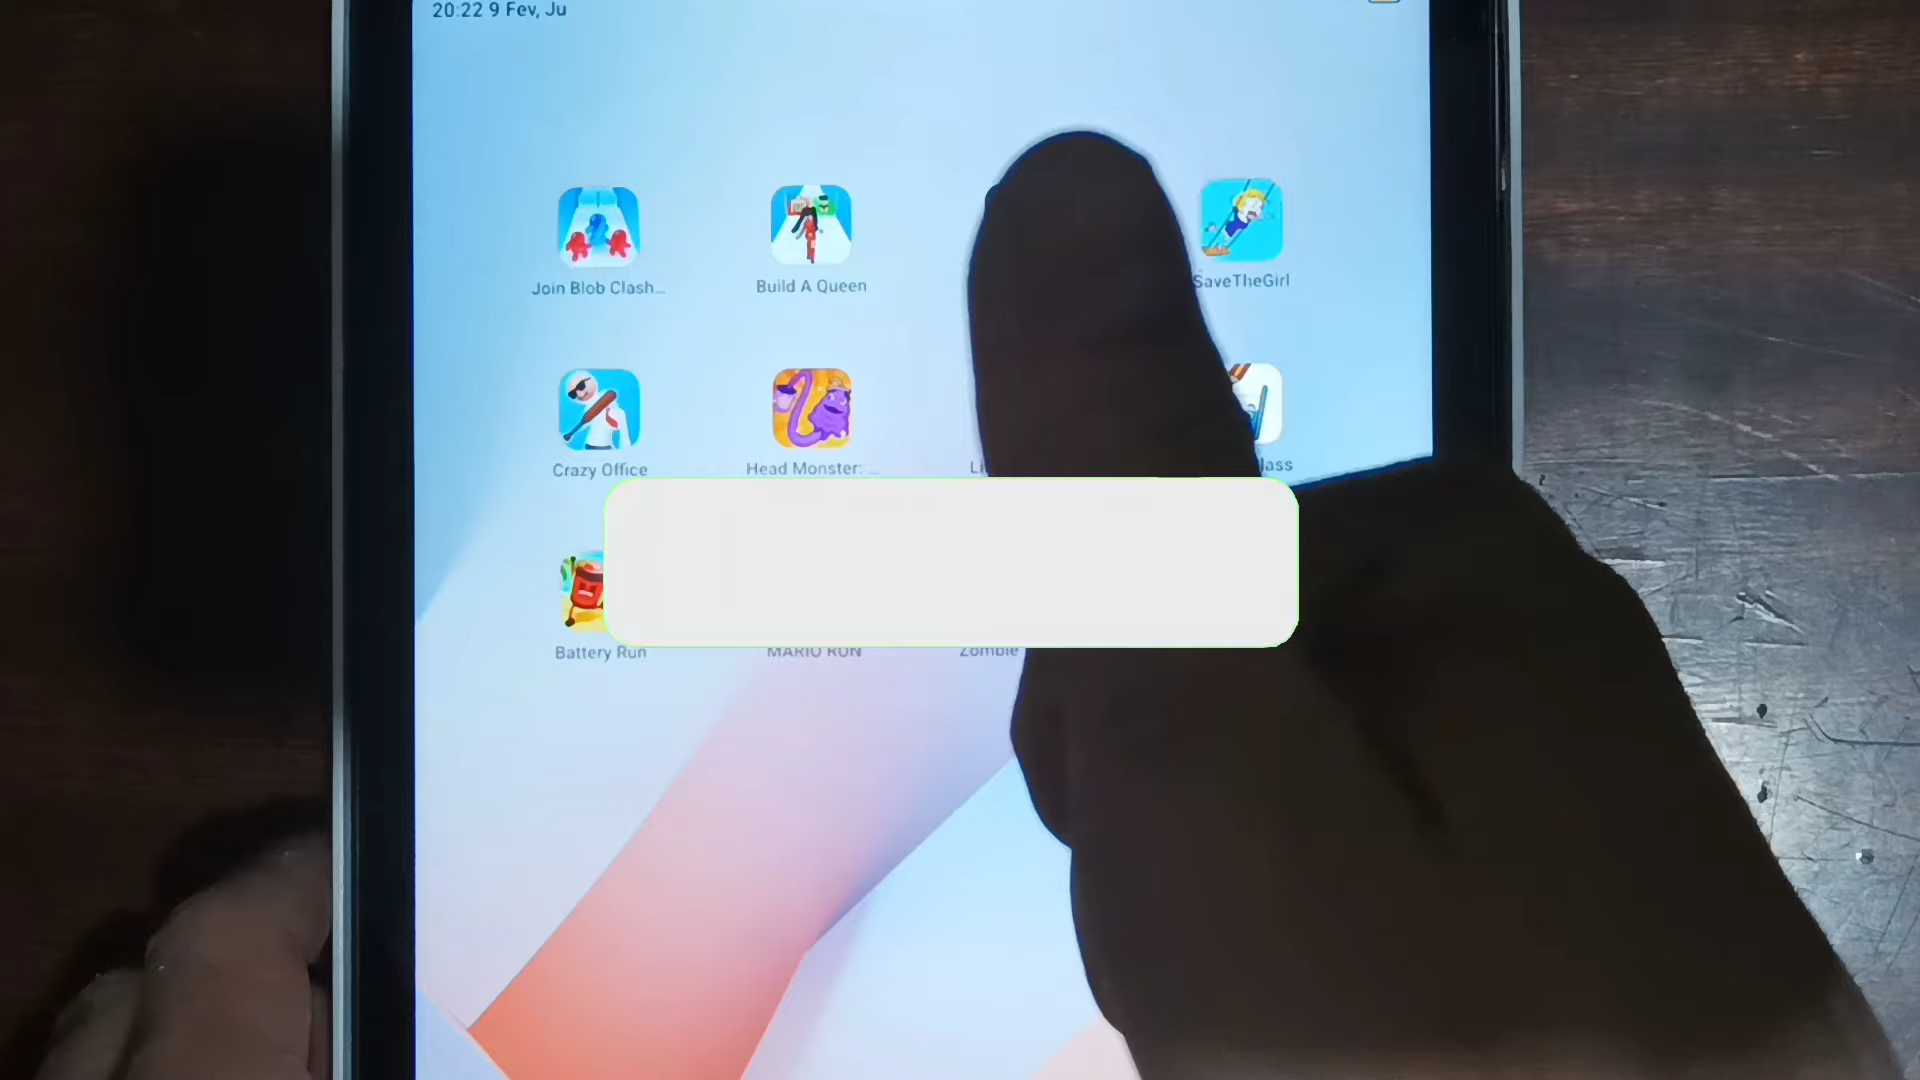 20:22 9 Fev, Ju
Join Blob Clash...
Build A Queen
SaveTheGirl
Crazy Office
Head Monster: ...
Battery Run
MARIO RUN
Zombie